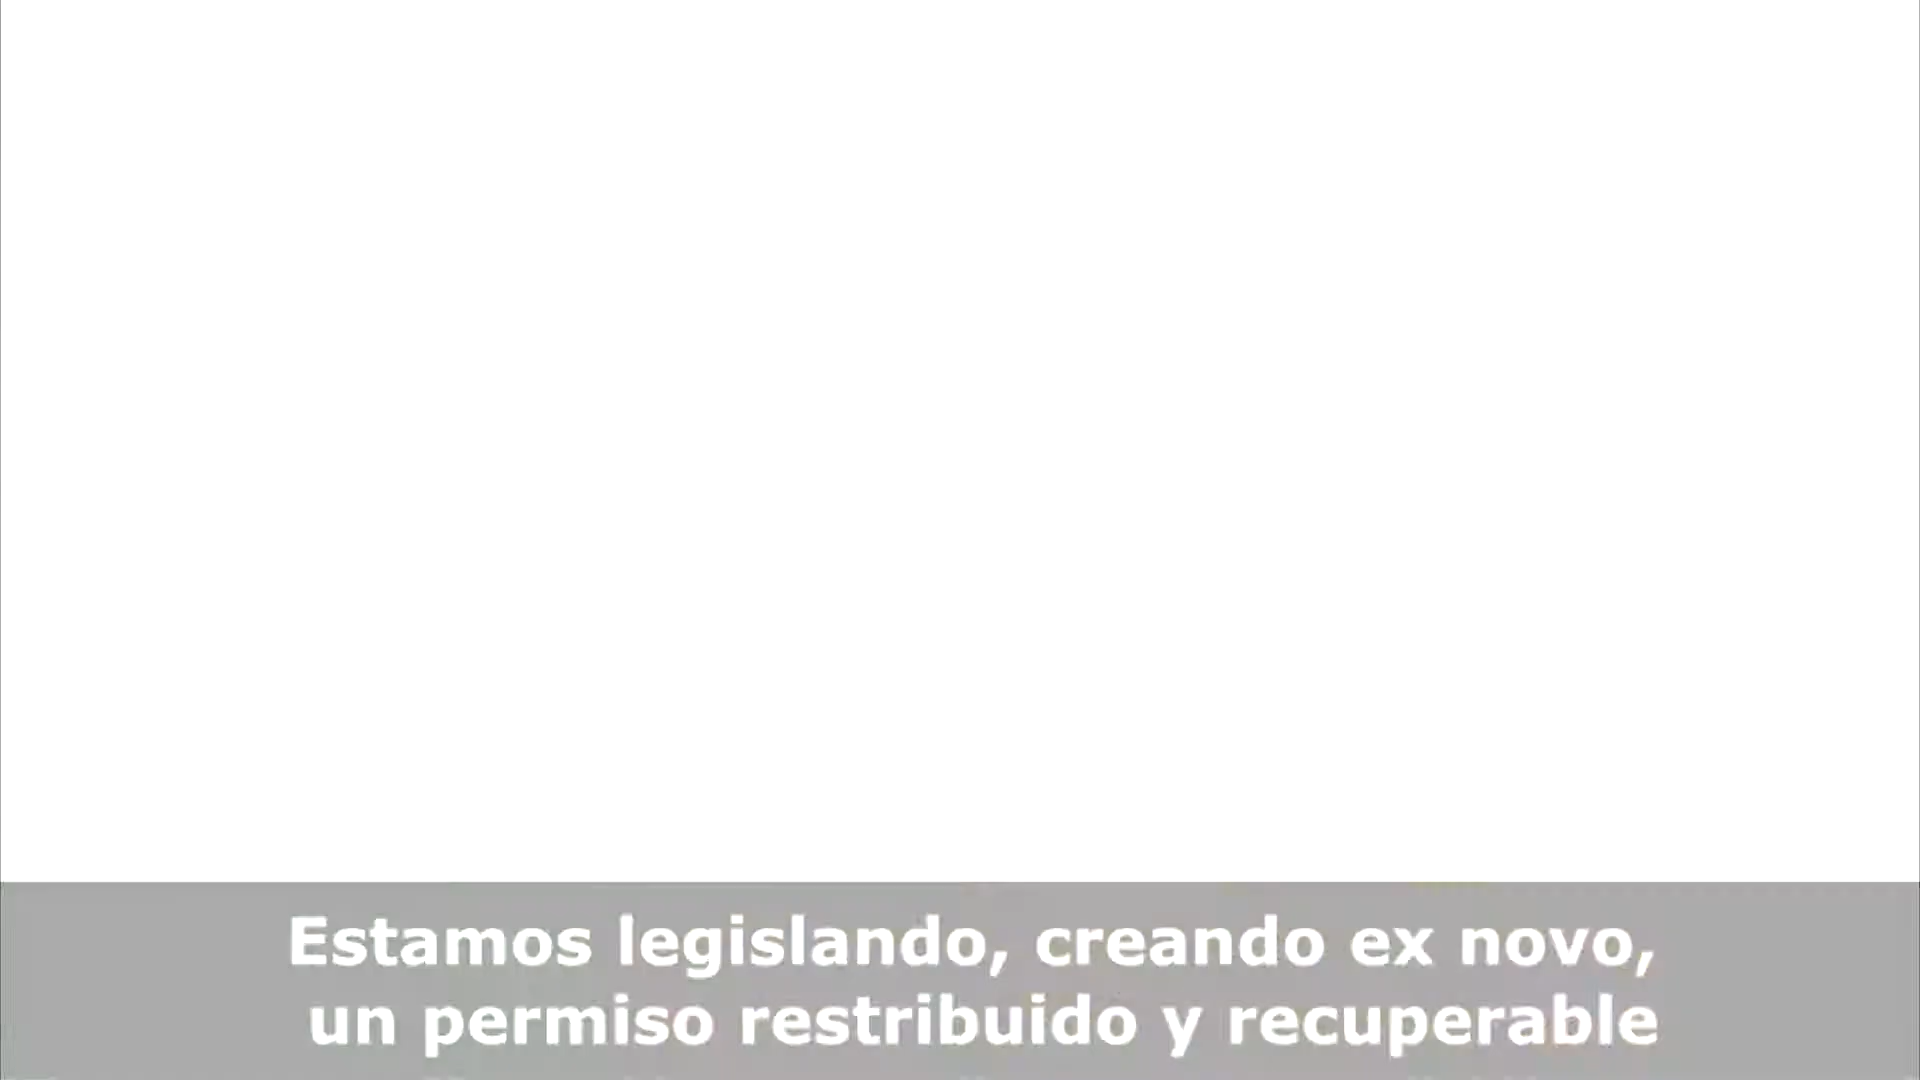 Estamos legislando, creando ex novo,
un permiso restribuido y recuperable